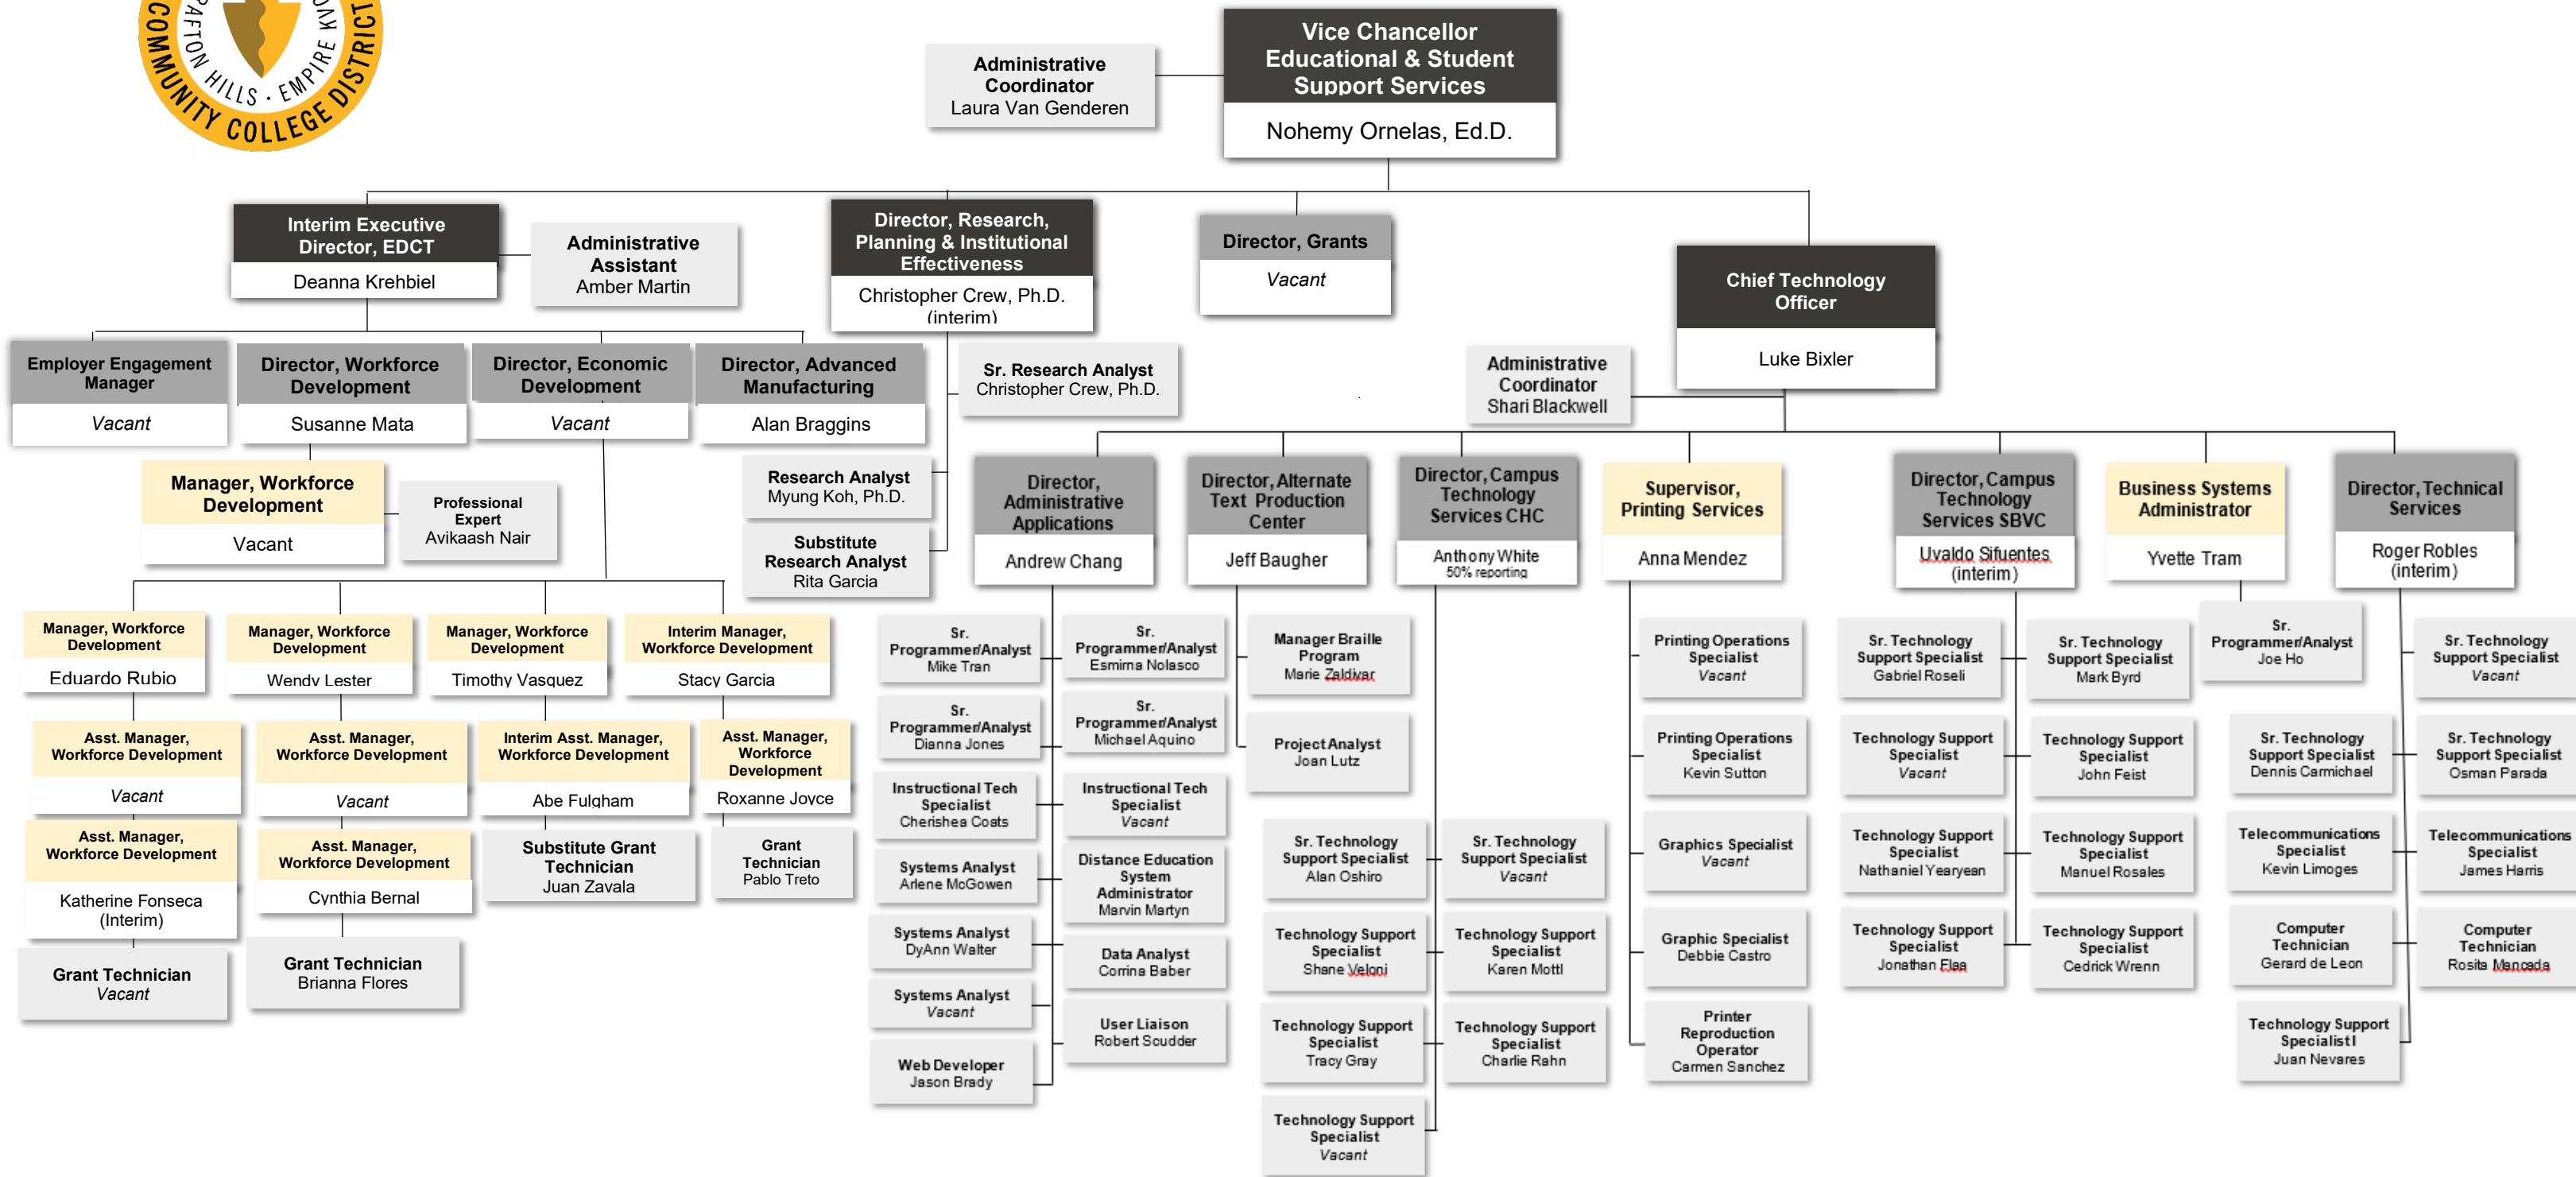 COMMUNITY COLLEGE DISTRICT
HILLS · EMPIRE
Vice Chancellor
Educational & Student
Support Services
Nohemy Ornelas, Ed.D.
Administrative
Coordinator
Laura Van Genderen
Interim Executive
Director, EDCT
Deanna Krehbiel
Administrative
Assistant
Amber Martin
Director, Research,
Planning & Institutional
Effectiveness
Christopher Crew, Ph.D.
(interim)
Director, Grants
Vacant
Chief Technology
Officer
Luke Bixler
Administrative
Coordinator
Shari Blackwell
Employer Engagement
Manager
Vacant
Director, Workforce
Development
Susanne Mata
Director, Economic
Development
Vacant
Director, Advanced
Manufacturing
Alan Braggins
Sr. Research Analyst
Christopher Crew, Ph.D.
Research Analyst
Myung Koh, Ph.D.
Substitute
Research Analyst
Rita Garcia
Manager, Workforce
Development
Vacant
Professional
Expert
Avikaash Nair
Manager, Workforce
Development
Eduardo Rubio
Manager, Workforce
Development
Wendy Lester
Manager, Workforce
Development
Timothy Vasquez
Interim Manager,
Workforce Development
Stacy Garcia
Asst. Manager,
Workforce Development
Vacant
Asst. Manager,
Workforce Development
Vacant
Interim Asst. Manager,
Workforce Development
Abe Fulgham
Asst. Manager,
Workforce
Development
Roxanne Joyce
Asst. Manager,
Workforce Development
Katherine Fonseca
(Interim)
Asst. Manager,
Workforce Development
Cynthia Bernal
Substitute Grant
Technician
Juan Zavala
Grant
Technician
Pablo Treto
Grant Technician
Vacant
Grant Technician
Brianna Flores
Director,
Administrative
Applications
Andrew Chang
Director, Alternate
Text Production
Center
Jeff Baugher
Director, Campus
Technology
Services CHC
Anthony White
50% reporting
Supervisor,
Printing Services
Anna Mendez
Director, Campus
Technology
Services SBVC
Uvaldo Sifuentes
(interim)
Business Systems
Administrator
Yvette Tram
Director, Technical
Services
Roger Robles
(interim)
Sr.
Programmer/Analyst
Mike Tran
Sr.
Programmer/Analyst
Esmirna Nolasco
Sr.
Programmer/Analyst
Dianna Jones
Sr.
Programmer/Analyst
Michael Aquino
Instructional Tech
Specialist
Cherishea Coats
Instructional Tech
Specialist
Vacant
Systems Analyst
Arlene McGowen
Distance Education
System
Administrator
Marvin Martyn
Systems Analyst
DyAnn Walter
Data Analyst
Corrina Baber
Systems Analyst
Vacant
User Liaison
Robert Scudder
Web Developer
Jason Brady
Manager Braille
Program
Marie Zaldivar
Project Analyst
Joan Lutz
Sr. Technology
Support Specialist
Alan Oshiro
Sr. Technology
Support Specialist
Vacant
Technology Support
Specialist
Shane Veloni
Technology Support
Specialist
Karen Mottl
Technology Support
Specialist
Tracy Gray
Technology Support
Specialist
Charlie Rahn
Technology Support
Specialist
Vacant
Printing Operations
Specialist
Vacant
Printing Operations
Specialist
Kevin Sutton
Graphics Specialist
Vacant
Graphic Specialist
Debbie Castro
Printer
Reproduction
Operator
Carmen Sanchez
Sr. Technology
Support Specialist
Gabriel Roseli
Sr. Technology
Support Specialist
Mark Byrd
Technology Support
Specialist
Vacant
Technology Support
Specialist
John Feist
Technology Support
Specialist
Nathaniel Yearyean
Technology Support
Specialist
Manuel Rosales
Technology Support
Specialist
Jonathan Flaa
Technology Support
Specialist
Cedrick Wrenn
Sr.
Programmer/Analyst
Joe Ho
Sr. Technology
Support Specialist
Vacant
Sr. Technology
Support Specialist
Dennis Carmichael
Sr. Technology
Support Specialist
Osman Parada
Telecommunications
Specialist
Kevin Limoges
Telecommunications
Specialist
James Harris
Computer
Technician
Gerard de Leon
Computer
Technician
Rosita Moncada
Technology Support
Specialist I
Juan Nevares